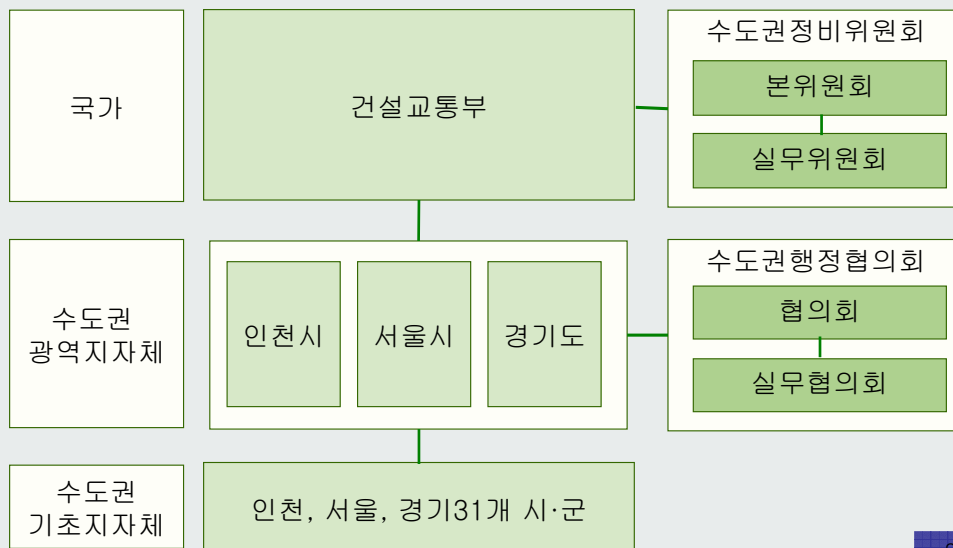 국가
건설교통부
수도권정비위원회
본위원회
실무위원회
수도권
광역지자체
인천시
서울시
경기도
수도권행정협의회
협의회
실무협의회
수도권
기초지자체
인천, 서울, 경기31개 시·군